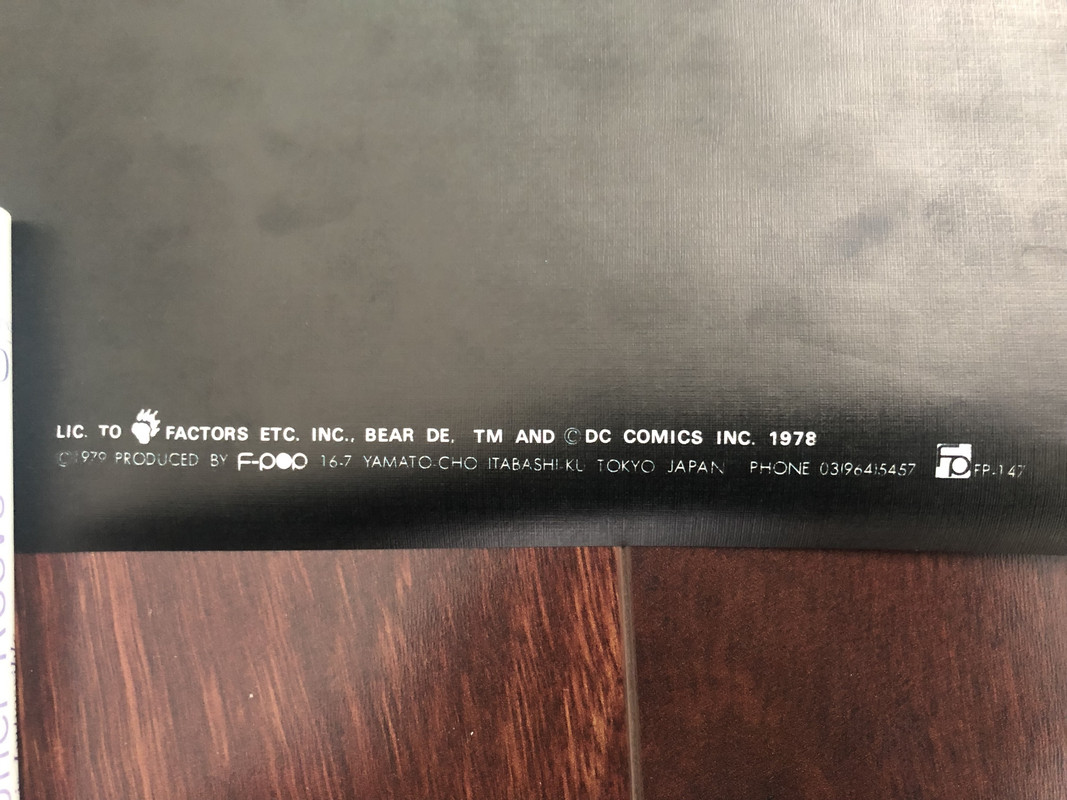 LIC. TO FACTORS ETC. INC., BEAR DE. TM AND © DC COMICS INC. 1978
© 1979 PRODUCED BY F-POP 16-7 YAMATO-CHO ITABASHI-KU TOKYO JAPAN PHONE 03(964)5457 FP FP-147